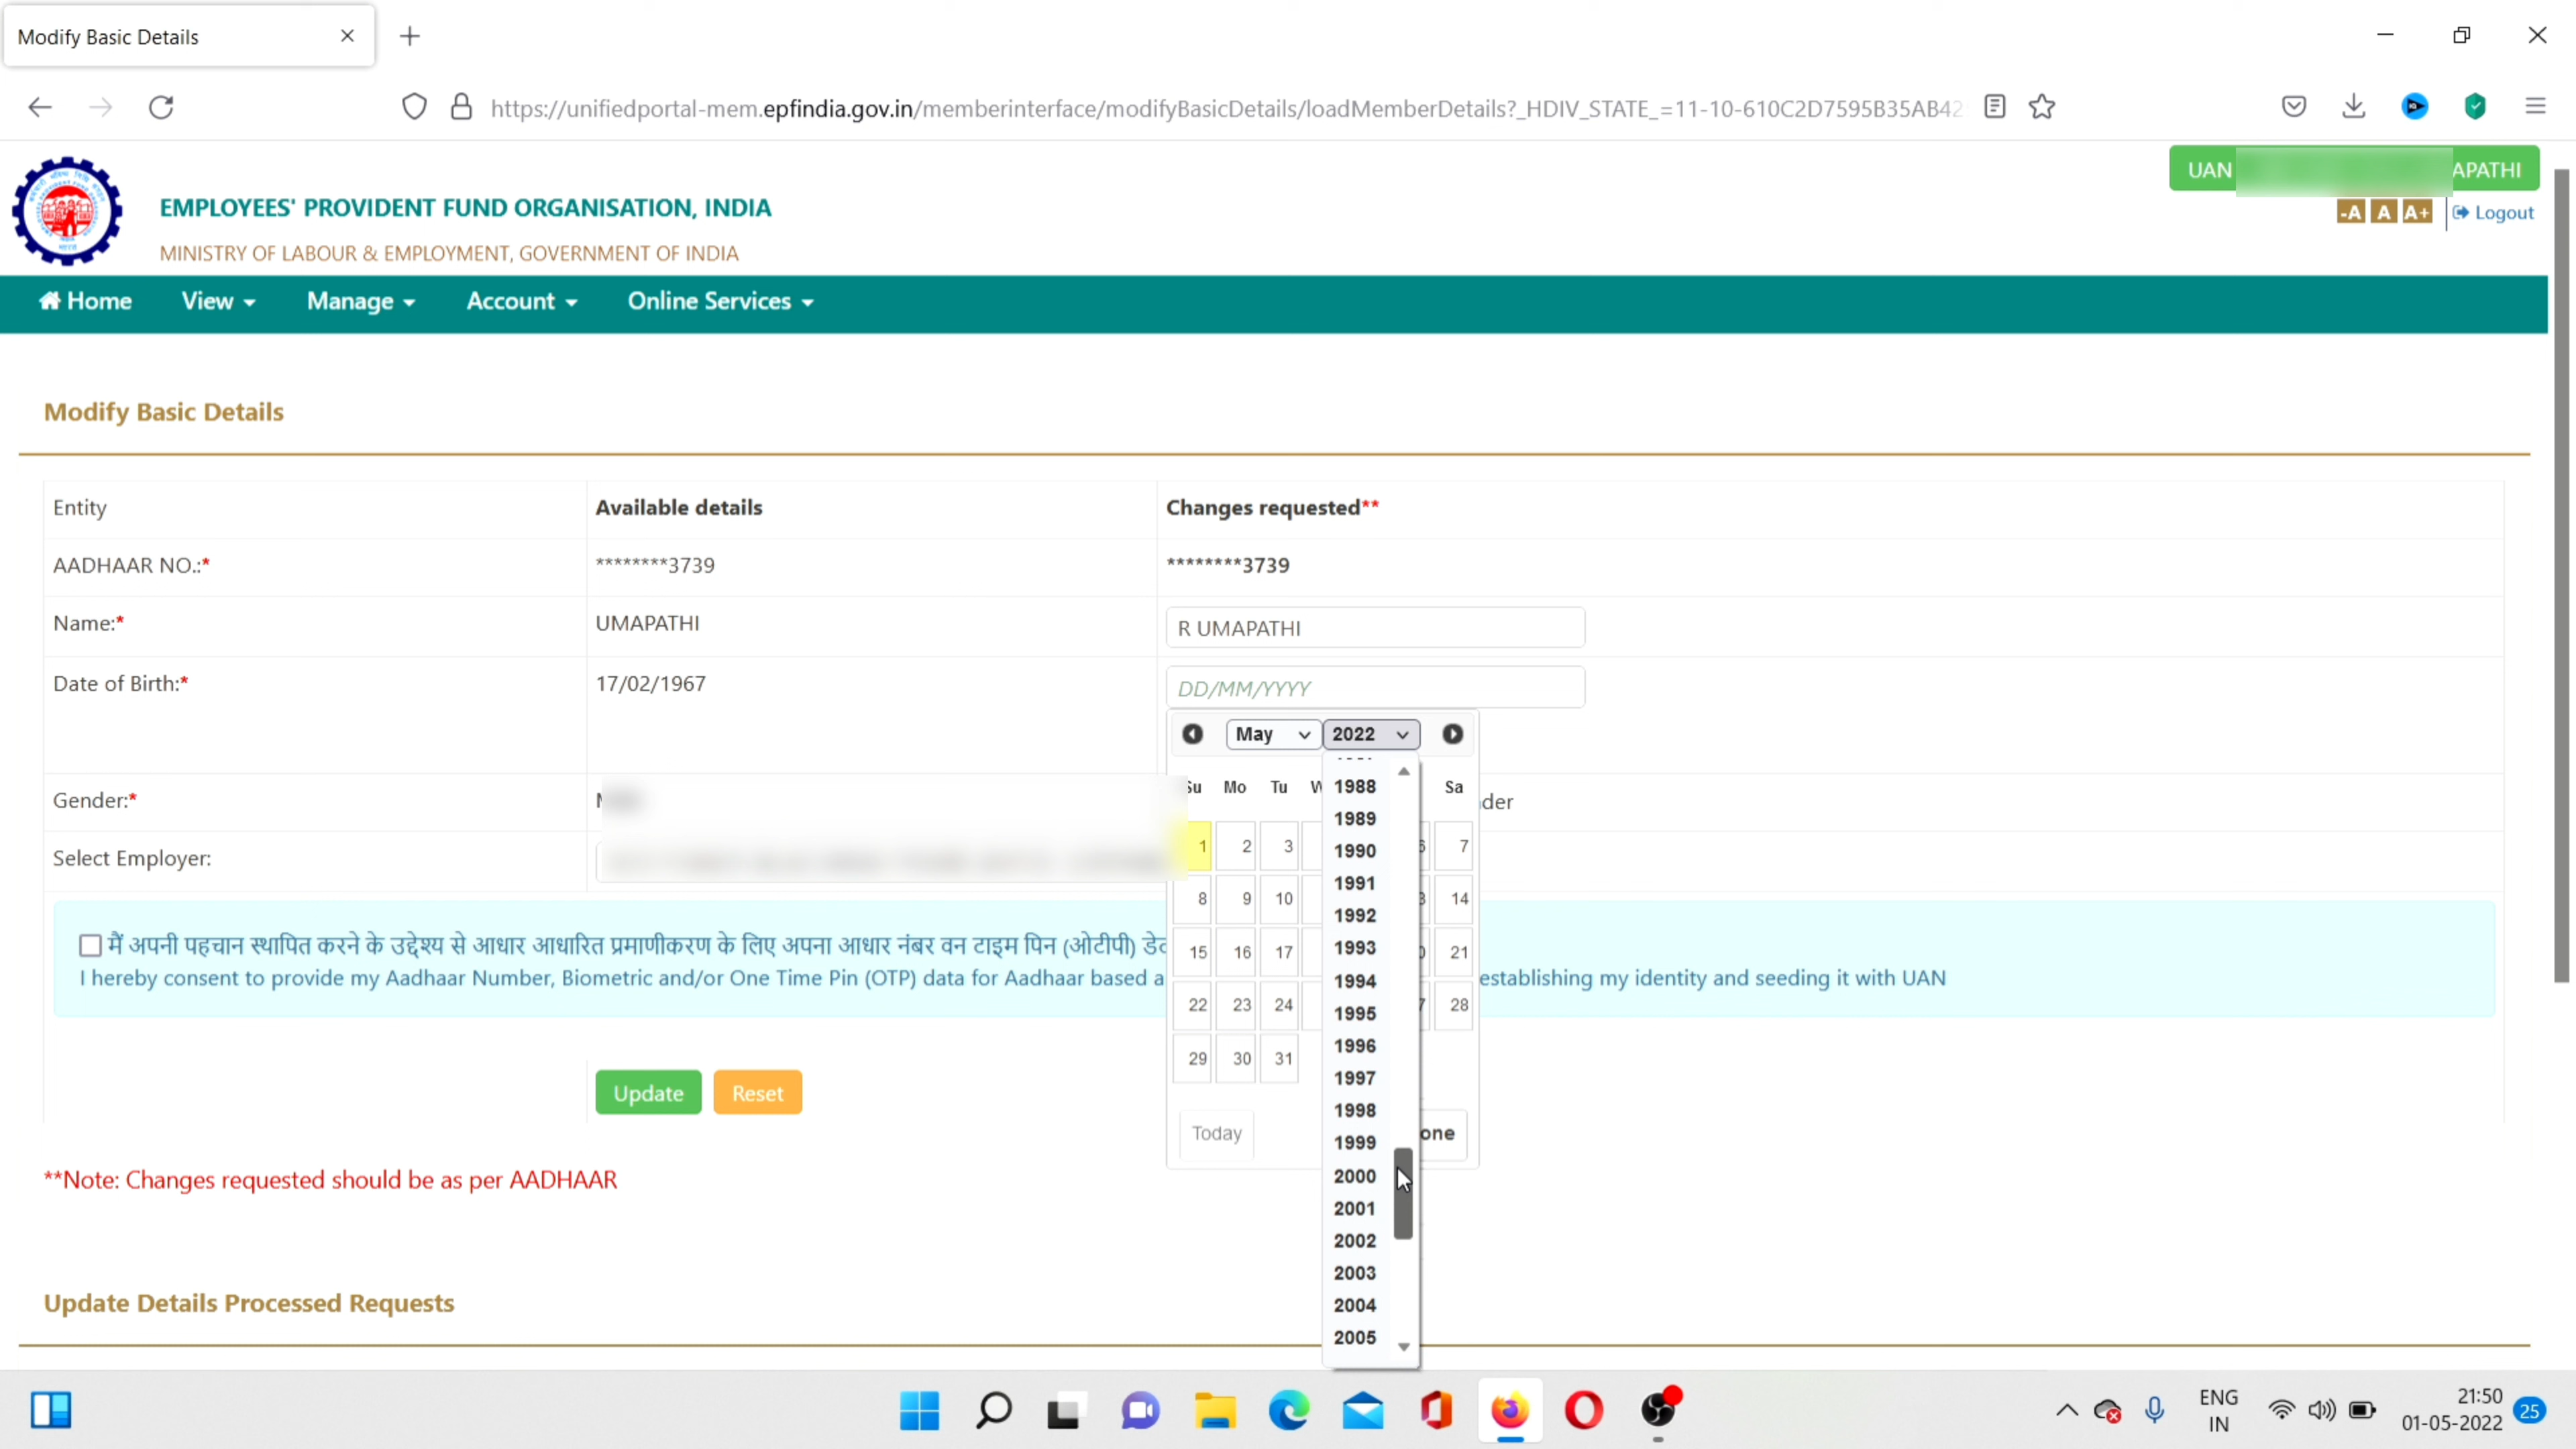 Modify Basic Details
https://unifiedportal-mem.epfindia.gov.in/memberinterface/modifyBasicDetails/loadMemberDetails?_HDIV_STATE_=11-10-610C2D7595B35AB42
UAN APATHI
EMPLOYEES' PROVIDENT FUND ORGANISATION, INDIA
-A A A+ Logout
MINISTRY OF LABOUR & EMPLOYMENT, GOVERNMENT OF INDIA
Home View Manage Account Online Services
Modify Basic Details
Entity Available details Changes requested**
AADHAAR NO.:* ********3739 ********3739
Name:* UMAPATHI R UMAPATHI
Date of Birth:* 17/02/1967 DD/MM/YYYY
May 2022
Su Mo Tu W Sa
1 2 3 6 7
8 9 10 3 14
15 16 17 0 21
22 23 24 7 28
29 30 31
Today one
1988
1989
1990
1991
1992
1993
1994
1995
1996
1997
1998
1999
2000
2001
2002
2003
2004
2005
Gender:* der
Select Employer:
मैं अपनी पहचान स्थापित करने के उद्देश्य से आधार आधारित प्रमाणीकरण के लिए अपना आधार नंबर वन टाइम पिन (ओटीपी)
I hereby consent to provide my Aadhaar Number, Biometric and/or One Time Pin (OTP) data for Aadhaar based a establishing my identity and seeding it with UAN
Update Reset
**Note: Changes requested should be as per AADHAAR
Update Details Processed Requests
ENG
IN
21:50
01-05-2022
25